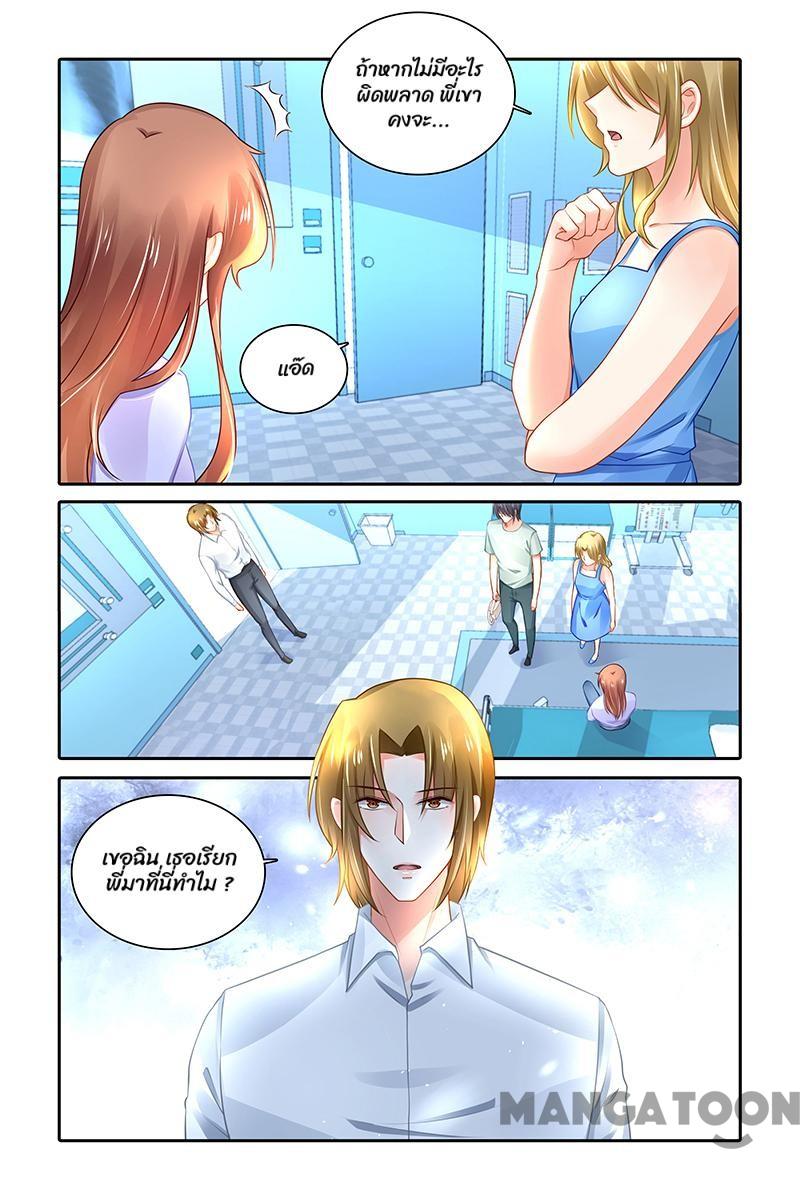 ถ้าหากไม่มีอะไร
ผิดพลาด พี่เขา
คงจะ...
แอ๊ด
เขอฉิน เธอเรียก
พี่มาที่นี่ทำไม ?
MANGATOON